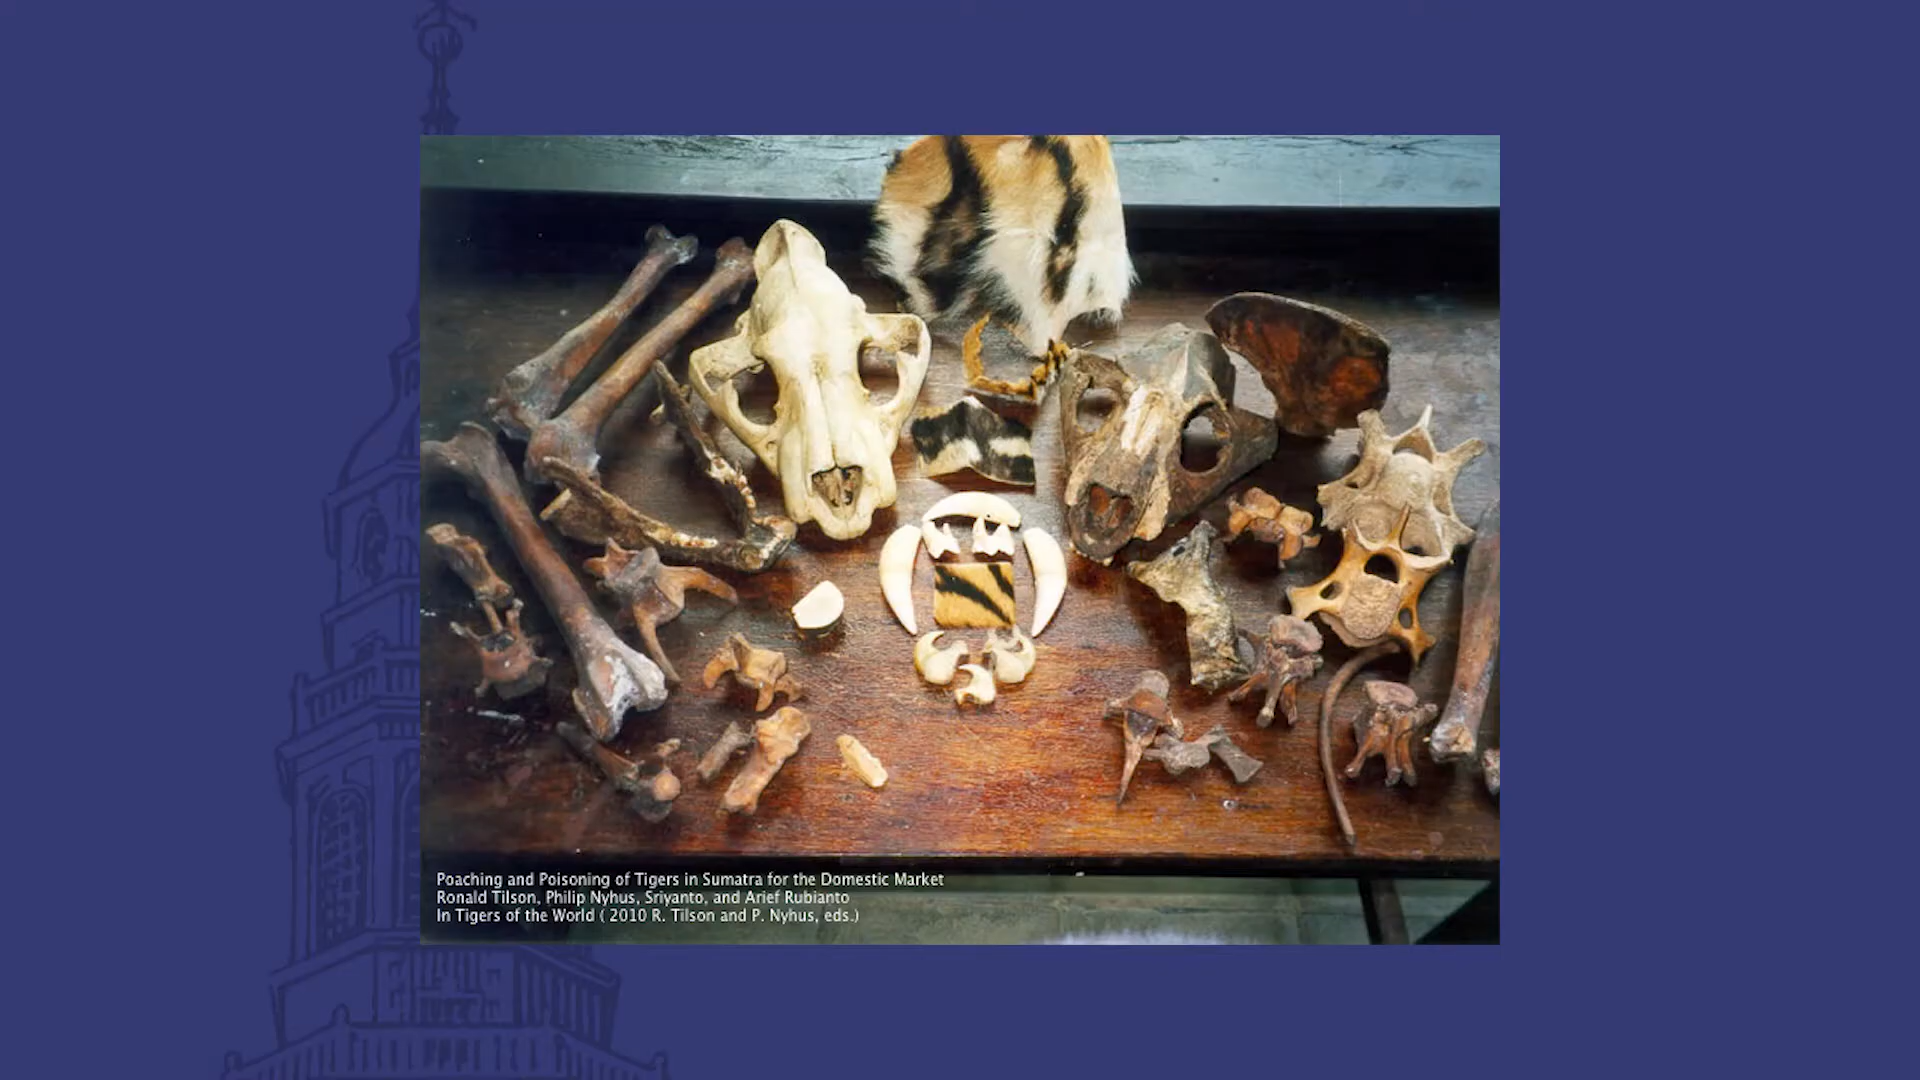 Poaching and Poisoning of Tigers in Sumatra for the Domestic Market
Ronald Tilson, Philip Nyhus, Sriyanto, and Arief Rubianto
In Tigers of the World ( 2010 R. Tilson and P. Nyhus, eds.)